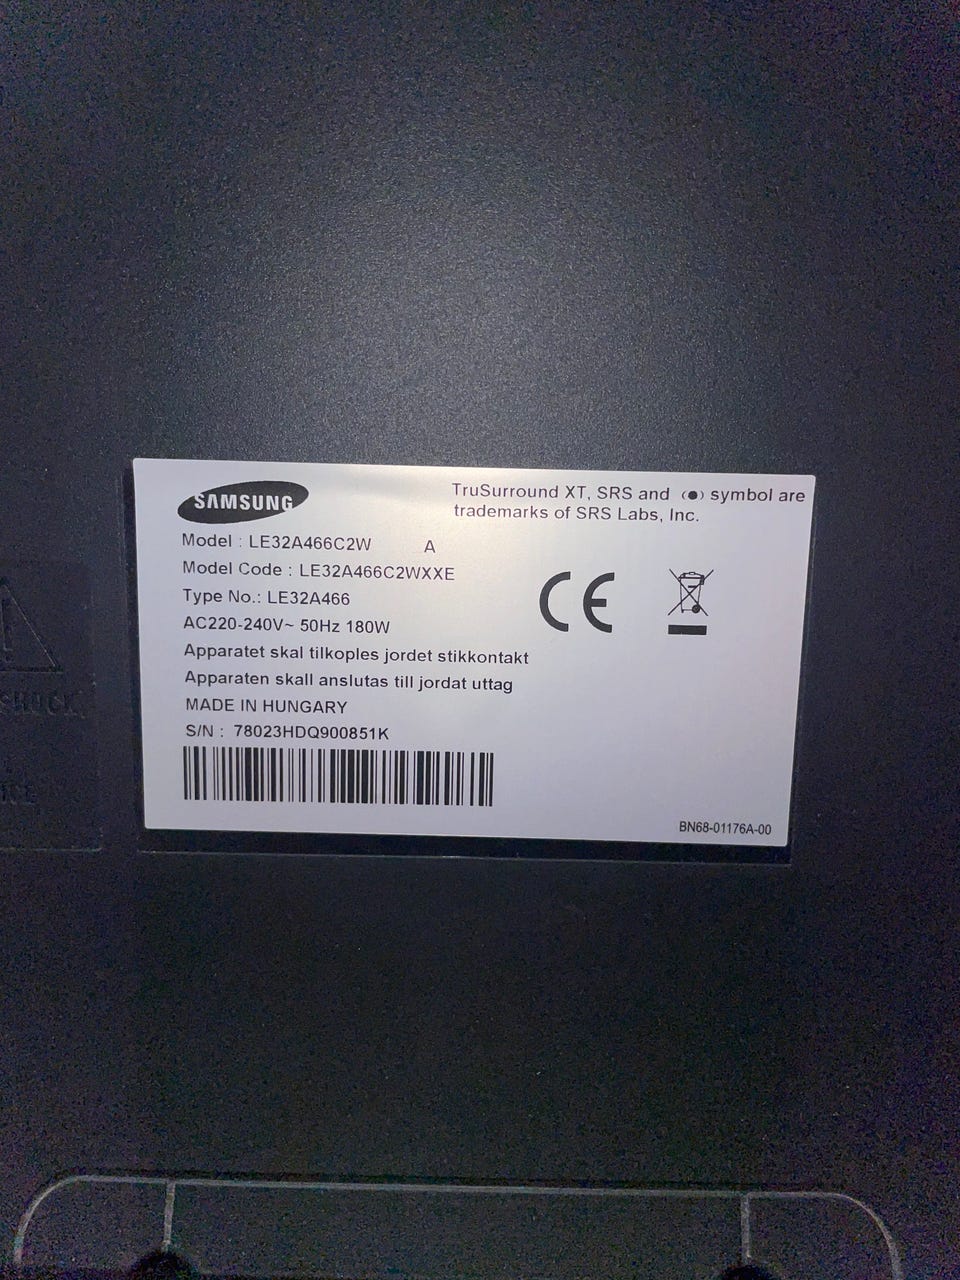 SAMSUNG
TruSurround XT, SRS and (●) symbol are
trademarks of SRS Labs, Inc.
Model : LE32A466C2W A
Model Code : LE32A466C2WXXE
Type No.: LE32A466
AC220-240V~ 50Hz 180W
Apparatet skal tilkoples jordet stikkontakt
Apparaten skall anslutas till jordat uttag
MADE IN HUNGARY
S/N : 78023HDQ900851K
CE
BN68-01176A-00
SHOCK